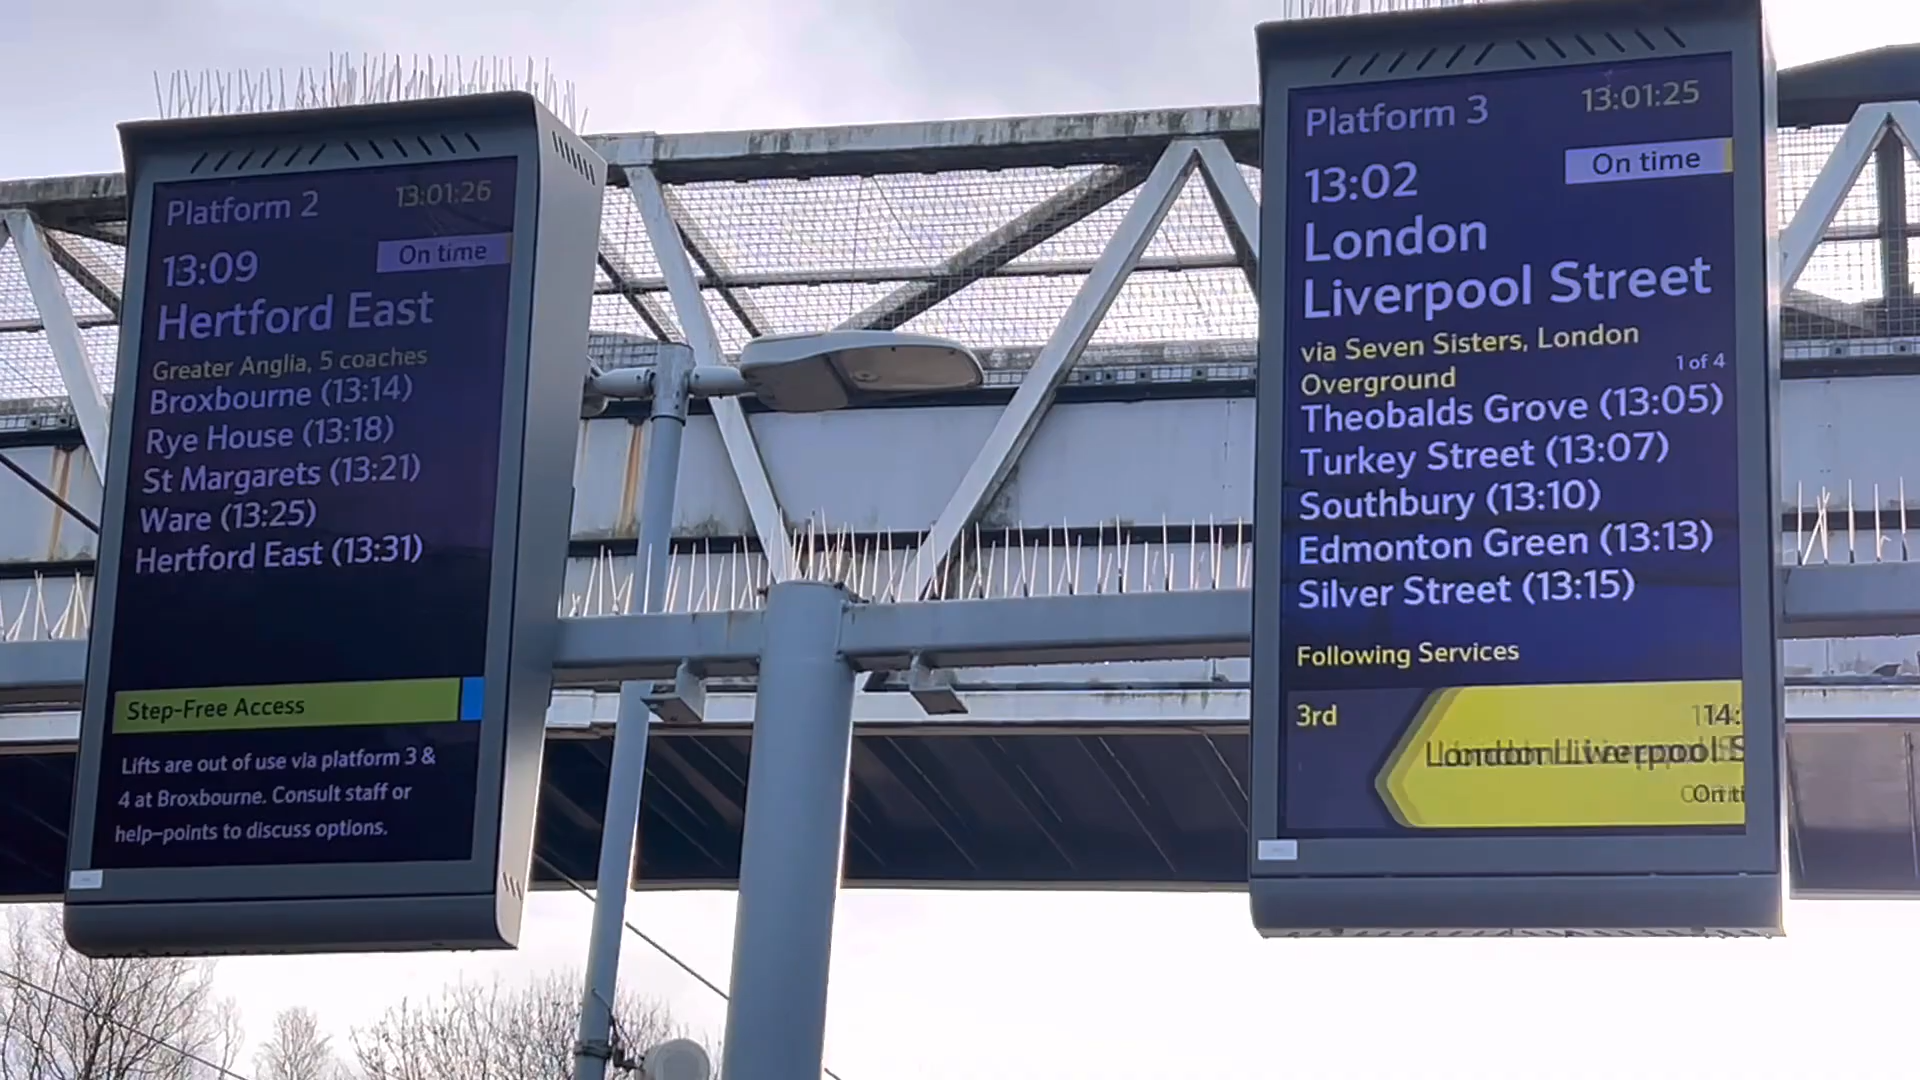 Platform 2
13:01:26
13:09
On time
Hertford East
Greater Anglia, 5 coaches
Broxbourne (13:14)
Rye House (13:18)
St Margarets (13:21)
Ware (13:25)
Hertford East (13:31)
Step-Free Access
Lifts are out of use via platform 3 &
4 at Broxbourne. Consult staff or
help-points to discuss options.
Platform 3
13:01:25
13:02
On time
London
Liverpool Street
via Seven Sisters, London
Overground
1 of 4
Theobalds Grove (13:05)
Turkey Street (13:07)
Southbury (13:10)
Edmonton Green (13:13)
Silver Street (13:15)
Following Services
3rd
14:
London Liverpool S
On ti